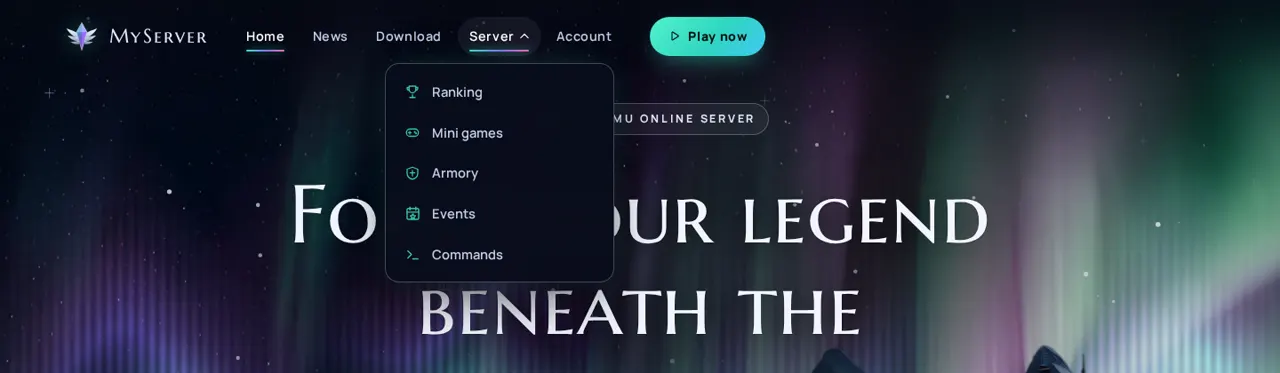 MyServer
Home
News
Download
Server
Account
Play now
Ranking
Mini games
Armory
Events
Commands
MU ONLINE SERVER
Fo
OUR LEGEND
BENEATH THE